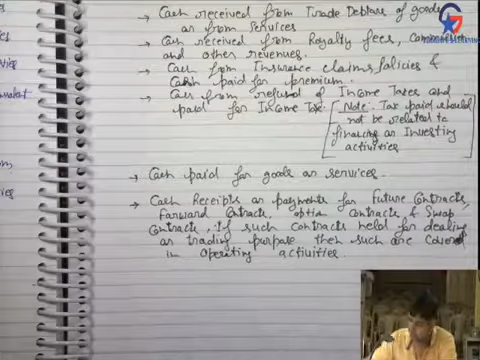 → Cash received from Trade Debtors of goods
or from Services
→ Cash received from Royalty fees, commission
and other revenues.
→ Cash from Insurance claims, Policies &
Cash paid for premium.
→ Cash from refund of Income Taxes and
paid for Income Tax.
Note: Tax paid should
not be related to
financing or Investing
activities
→ Cash paid for goods or services.
→ Cash Receipts or payments for Future Contracts,
Forward Contracts, option Contracts & Swap
Contracts. If such Contracts held for dealing
or trading purpose then such are Covered
in Operating activities.